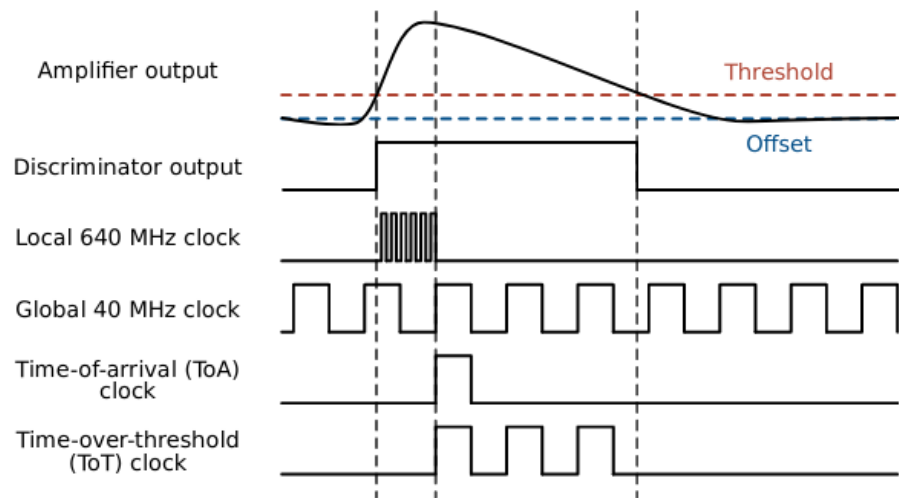 Amplifier output
Threshold
Offset
Discriminator output
Local 640 MHz clock
Global 40 MHz clock
Time-of-arrival (ToA)
clock
Time-over-threshold
(ToT) clock